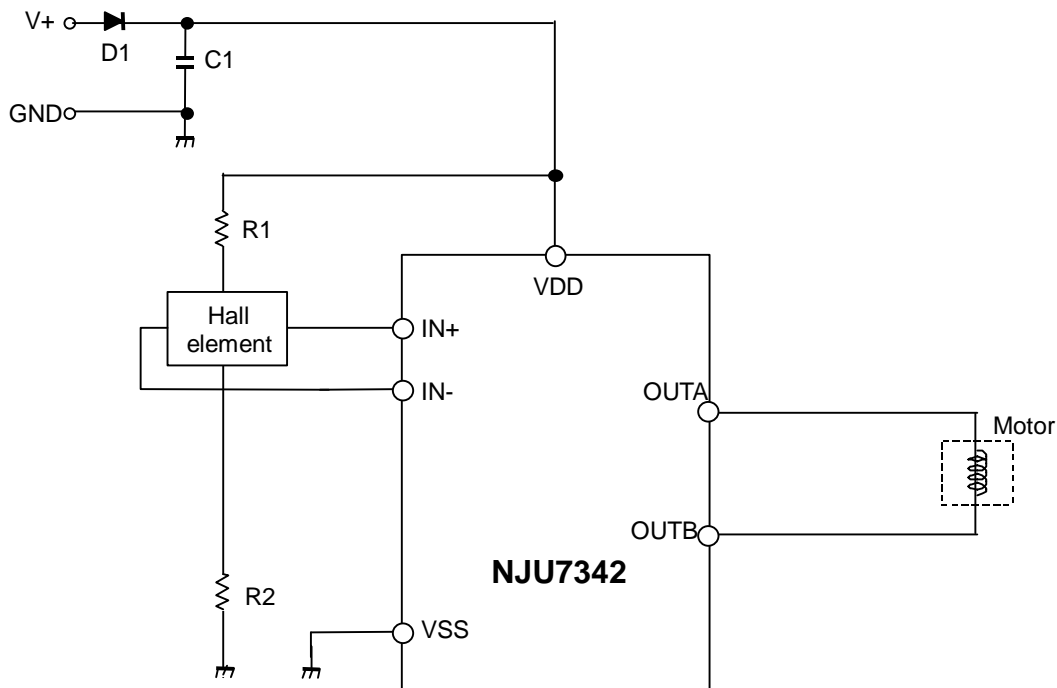 V+
D1
C1
GND
R1
VDD
Hall
element
IN+
IN-
OUTA
Motor
OUTB
NJU7342
R2
VSS